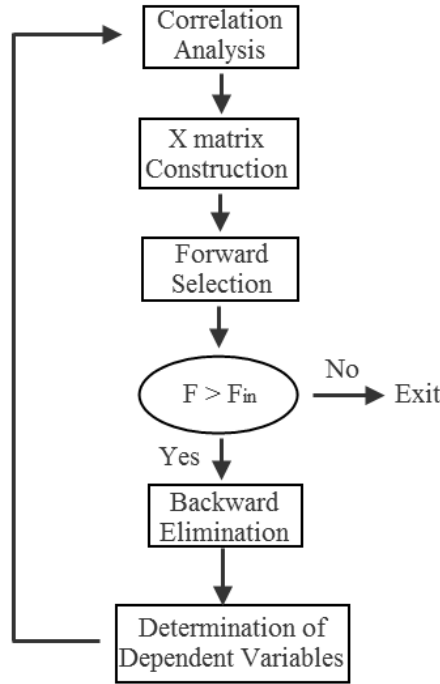 Correlation
Analysis
X matrix
Construction
Forward
Selection
F > Fin
No
Exit
Yes
Backward
Elimination
Determination of
Dependent Variables